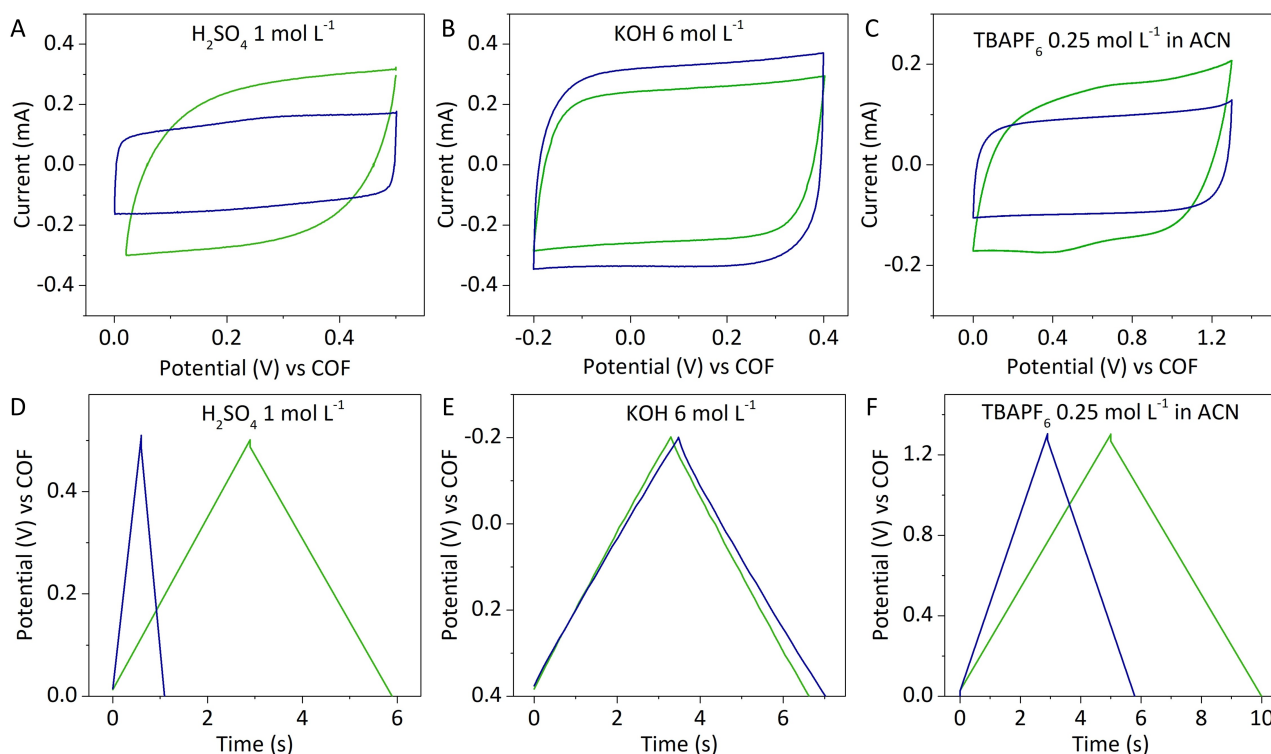 A
H₂SO₄ 1 mol L⁻¹
Current (mA)
0.4
0.2
0.0
-0.2
-0.4
0.0
0.2
0.4
Potential (V) vs COF
B
KOH 6 mol L⁻¹
Current (mA)
0.4
0.2
0.0
-0.2
-0.4
-0.2
0.0
0.2
0.4
Potential (V) vs COF
C
TBAPF₆ 0.25 mol L⁻¹ in ACN
Current (mA)
0.2
0.0
-0.2
0.0
0.4
0.8
1.2
Potential (V) vs COF
D
H₂SO₄ 1 mol L⁻¹
Potential (V) vs COF
0.4
0.2
0.0
0
2
4
6
Time (s)
E
KOH 6 mol L⁻¹
Potential (V) vs COF
-0.2
0.0
0.2
0.4
0
2
4
6
Time (s)
F
TBAPF₆ 0.25 mol L⁻¹ in ACN
Potential (V) vs COF
1.2
0.8
0.4
0.0
0
2
4
6
8
10
Time (s)